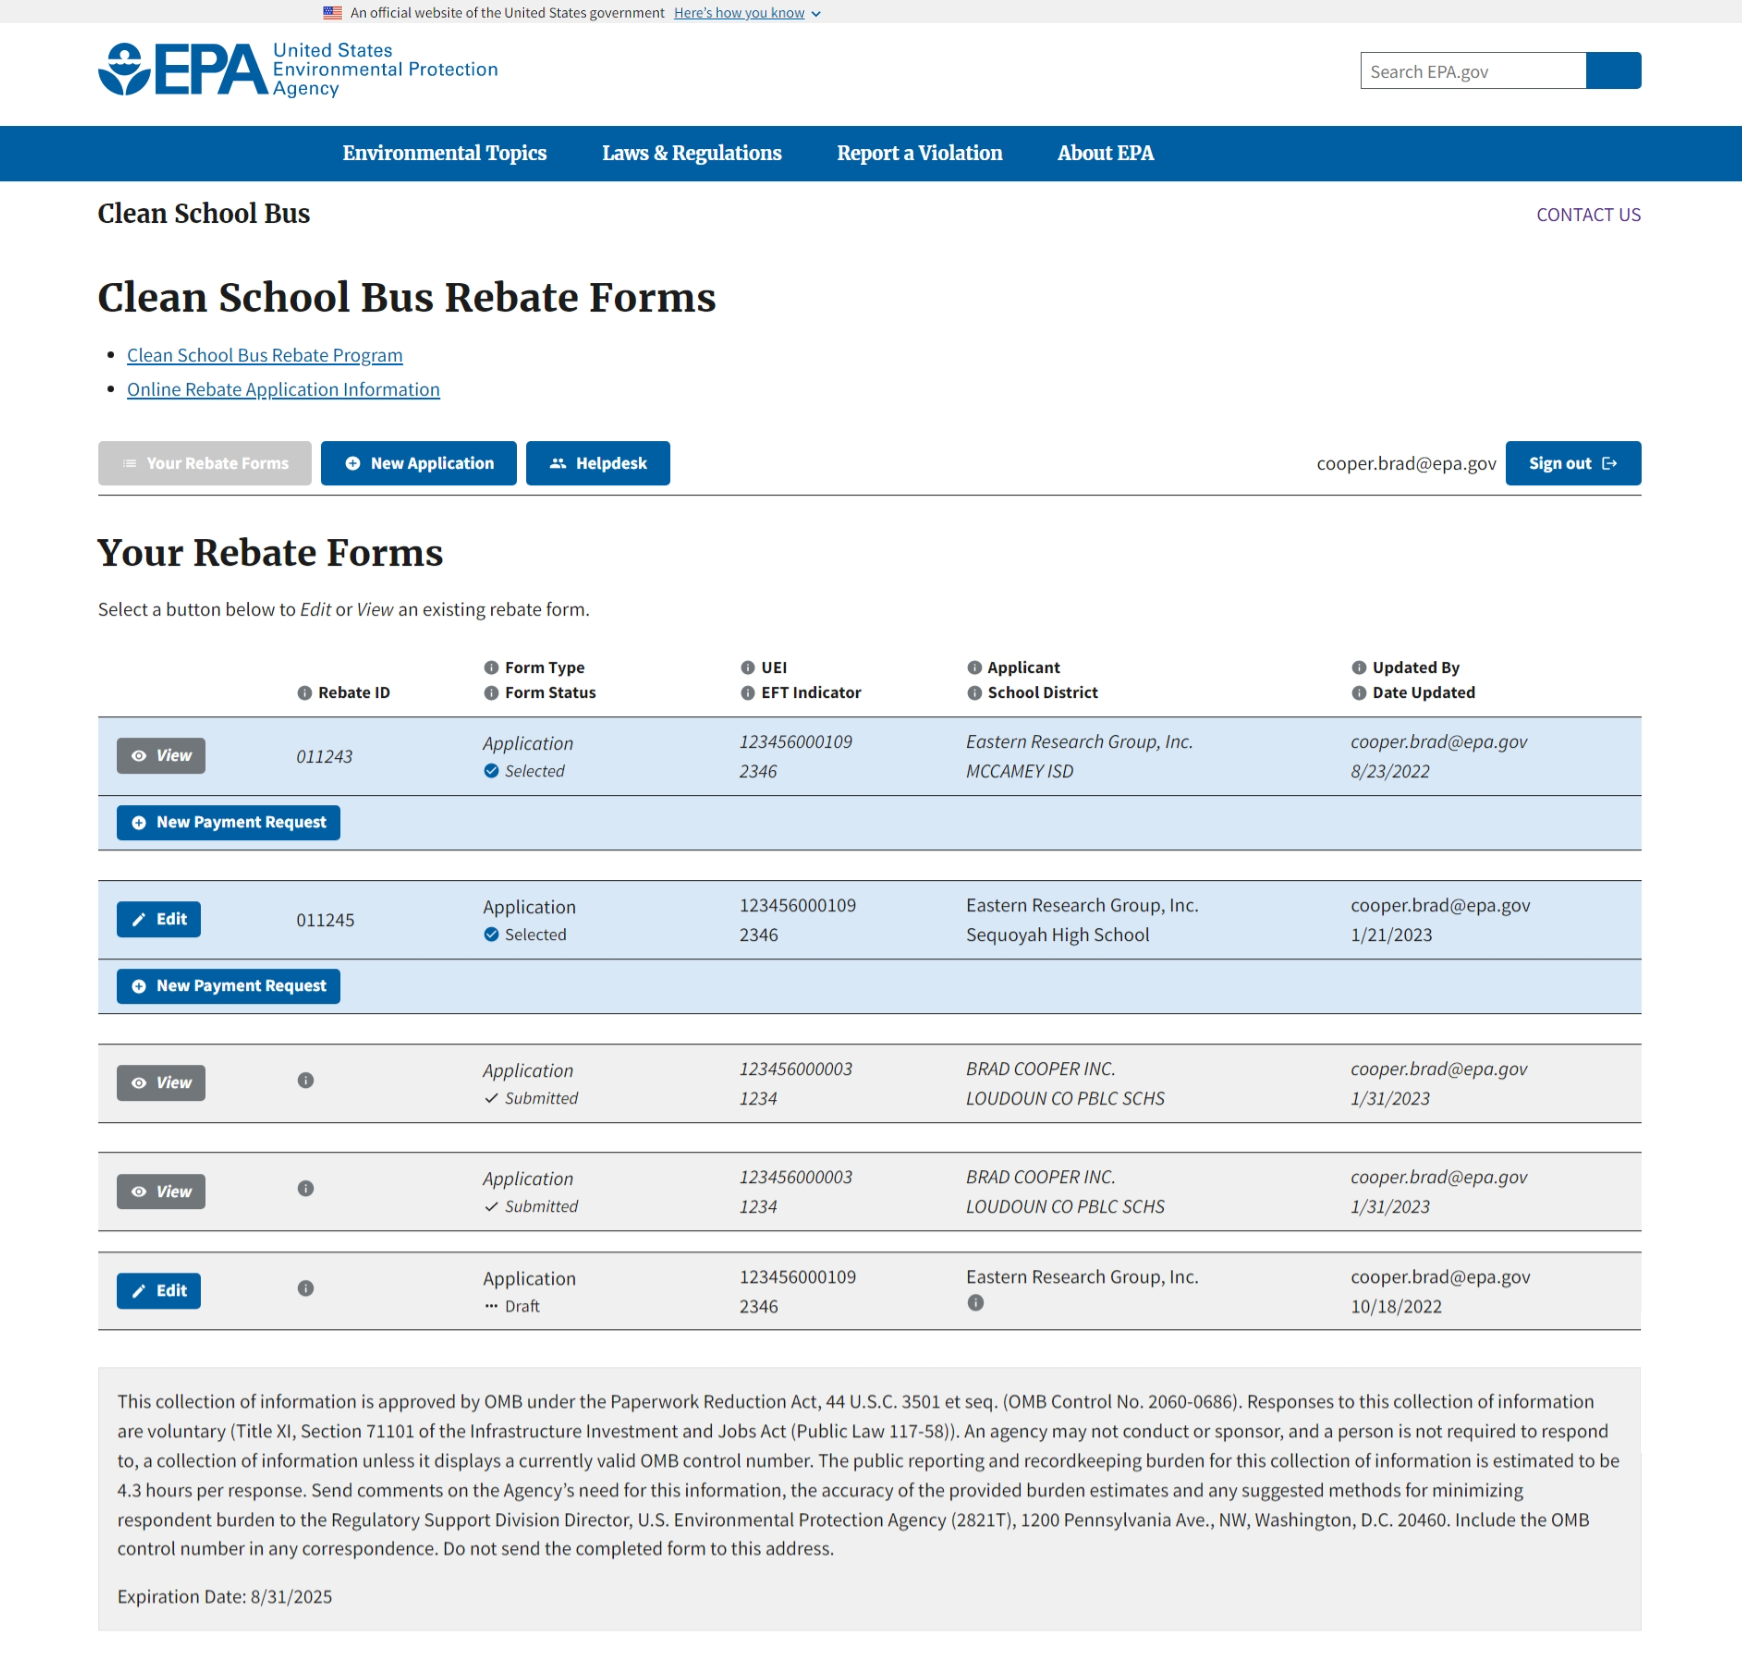 An official website of the United States government Here's how you know
EPA United States Environmental Protection Agency
Search EPA.gov
Environmental Topics Laws & Regulations Report a Violation About EPA
Clean School Bus CONTACT US
Clean School Bus Rebate Forms
Clean School Bus Rebate Program
Online Rebate Application Information
Your Rebate Forms New Application Helpdesk cooper.brad@epa.gov Sign out
Your Rebate Forms
Select a button below to Edit or View an existing rebate form.
Form Type UEI Applicant Updated By
Rebate ID Form Status EFT Indicator School District Date Updated
View 011243 Application 123456000109 Eastern Research Group, Inc. cooper.brad@epa.gov
Selected 2346 MCCAMEY ISD 8/23/2022
New Payment Request
Edit 011245 Application 123456000109 Eastern Research Group, Inc. cooper.brad@epa.gov
Selected 2346 Sequoyah High School 1/21/2023
New Payment Request
View Application 123456000003 BRAD COOPER INC. cooper.brad@epa.gov
Submitted 1234 LOUDOUN CO PBLC SCHS 1/31/2023
View Application 123456000003 BRAD COOPER INC. cooper.brad@epa.gov
Submitted 1234 LOUDOUN CO PBLC SCHS 1/31/2023
Edit Application 123456000109 Eastern Research Group, Inc. cooper.brad@epa.gov
Draft 2346 10/18/2022
This collection of information is approved by OMB under the Paperwork Reduction Act, 44 U.S.C. 3501 et seq. (OMB Control No. 2060-0686). Responses to this collection of information
are voluntary (Title XI, Section 71101 of the Infrastructure Investment and Jobs Act (Public Law 117-58)). An agency may not conduct or sponsor, and a person is not required to respond
to, a collection of information unless it displays a currently valid OMB control number. The public reporting and recordkeeping burden for this collection of information is estimated to be
4.3 hours per response. Send comments on the Agency's need for this information, the accuracy of the provided burden estimates and any suggested methods for minimizing
respondent burden to the Regulatory Support Division Director, U.S. Environmental Protection Agency (2821T), 1200 Pennsylvania Ave., NW, Washington, D.C. 20460. Include the OMB
control number in any correspondence. Do not send the completed form to this address.
Expiration Date: 8/31/2025